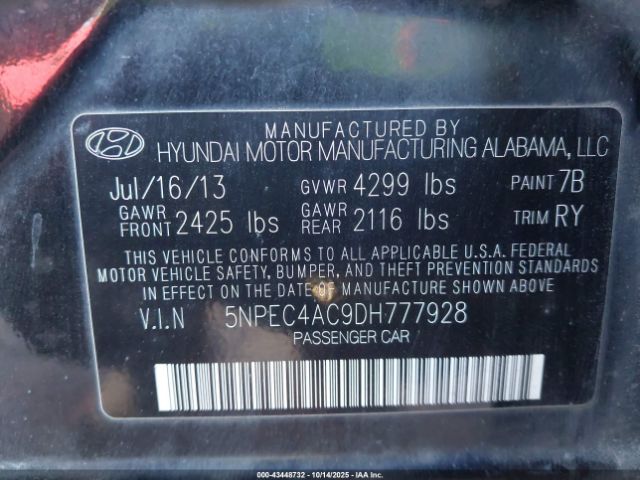 MANUFACTURED BY
HYUNDAI MOTOR MANUFACTURING ALABAMA, LLC
Jul/16/13 GVWR 4299 lbs PAINT 7B
GAWR FRONT 2425 lbs GAWR REAR 2116 lbs TRIM RY
THIS VEHICLE CONFORMS TO ALL APPLICABLE U.S.A. FEDERAL
MOTOR VEHICLE SAFETY, BUMPER, AND THEFT PREVENTION STANDARDS
IN EFFECT ON THE DATE OF MANUFACTURE SHOWN ABOVE.
V.I.N 5NPEC4AC9DH777928
PASSENGER CAR
000-43448732 - 10/14/2025 - IAA Inc.